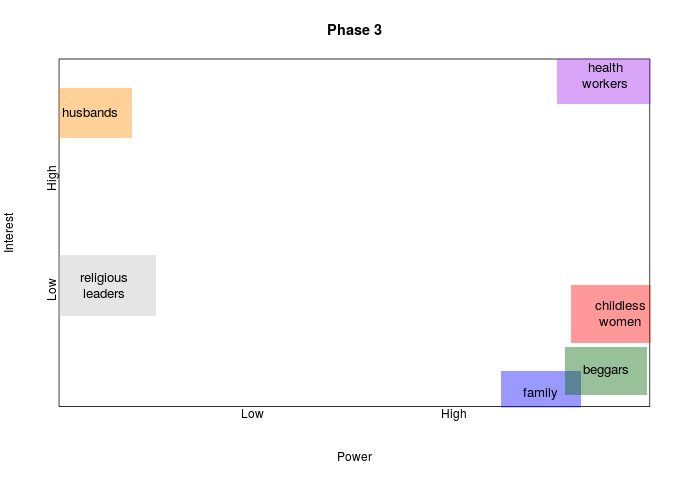 Phase 3
health
workers
husbands
High
Interest
religious
leaders
Low
childless
women
beggars
family
Low
High
Power